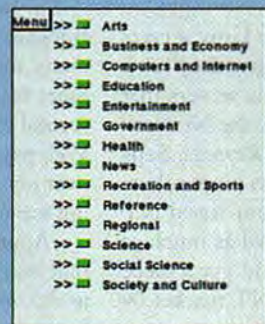 Menu
>> Arts
>> Business and Economy
>> Computers and Internet
>> Education
>> Entertainment
>> Government
>> Health
>> News
>> Recreation and Sports
>> Reference
>> Regional
>> Science
>> Social Science
>> Society and Culture